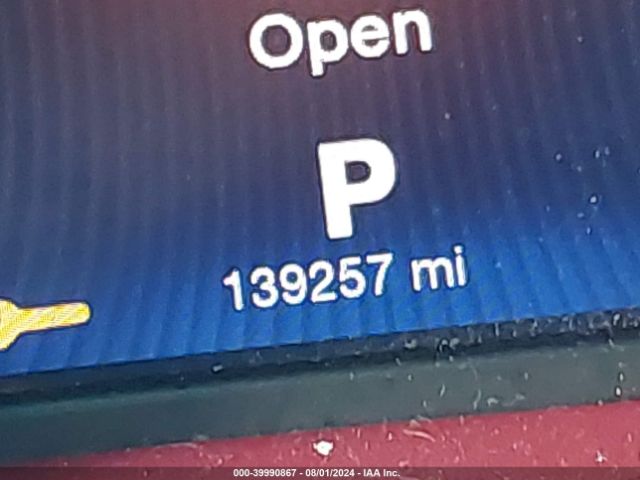 Open
P
139257 mi
000-39990867 - 08/01/2024 - IAA Inc.